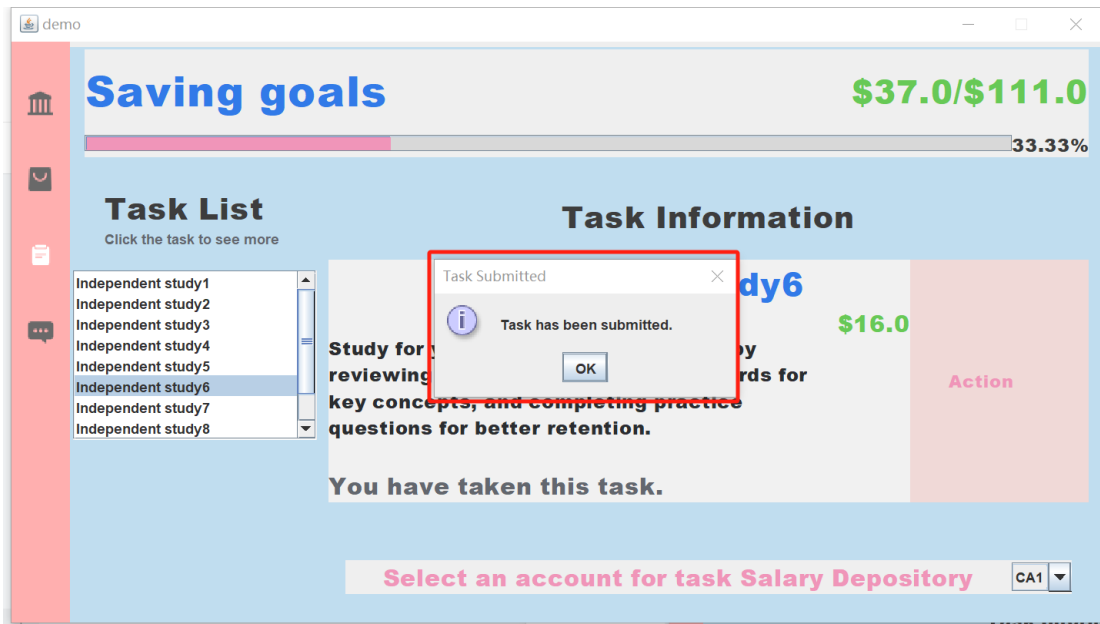 demo
Saving goals
$37.0/$111.0
33.33%
Task List
Click the task to see more
Task Information
Independent study1
Independent study2
Independent study3
Independent study4
Independent study5
Independent study6
Independent study7
Independent study8
Task Submitted
Task has been submitted.
OK
dy6
$16.0
Study for
by
reviewing
rds for
key concepts, and completing practice
questions for better retention.
You have taken this task.
Action
Select an account for task Salary Depository
CA1